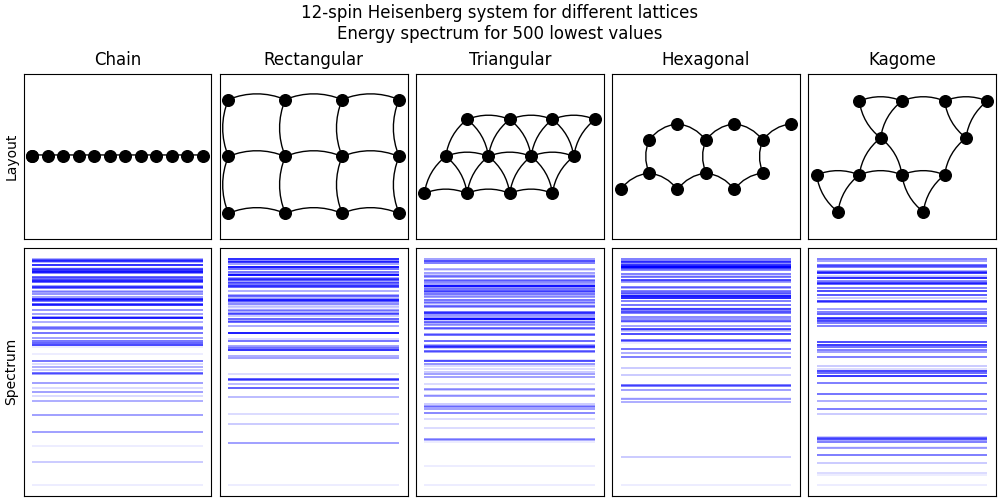 12-spin Heisenberg system for different lattices
Energy spectrum for 500 lowest values
Chain
Rectangular
Triangular
Hexagonal
Kagome
Layout
Spectrum